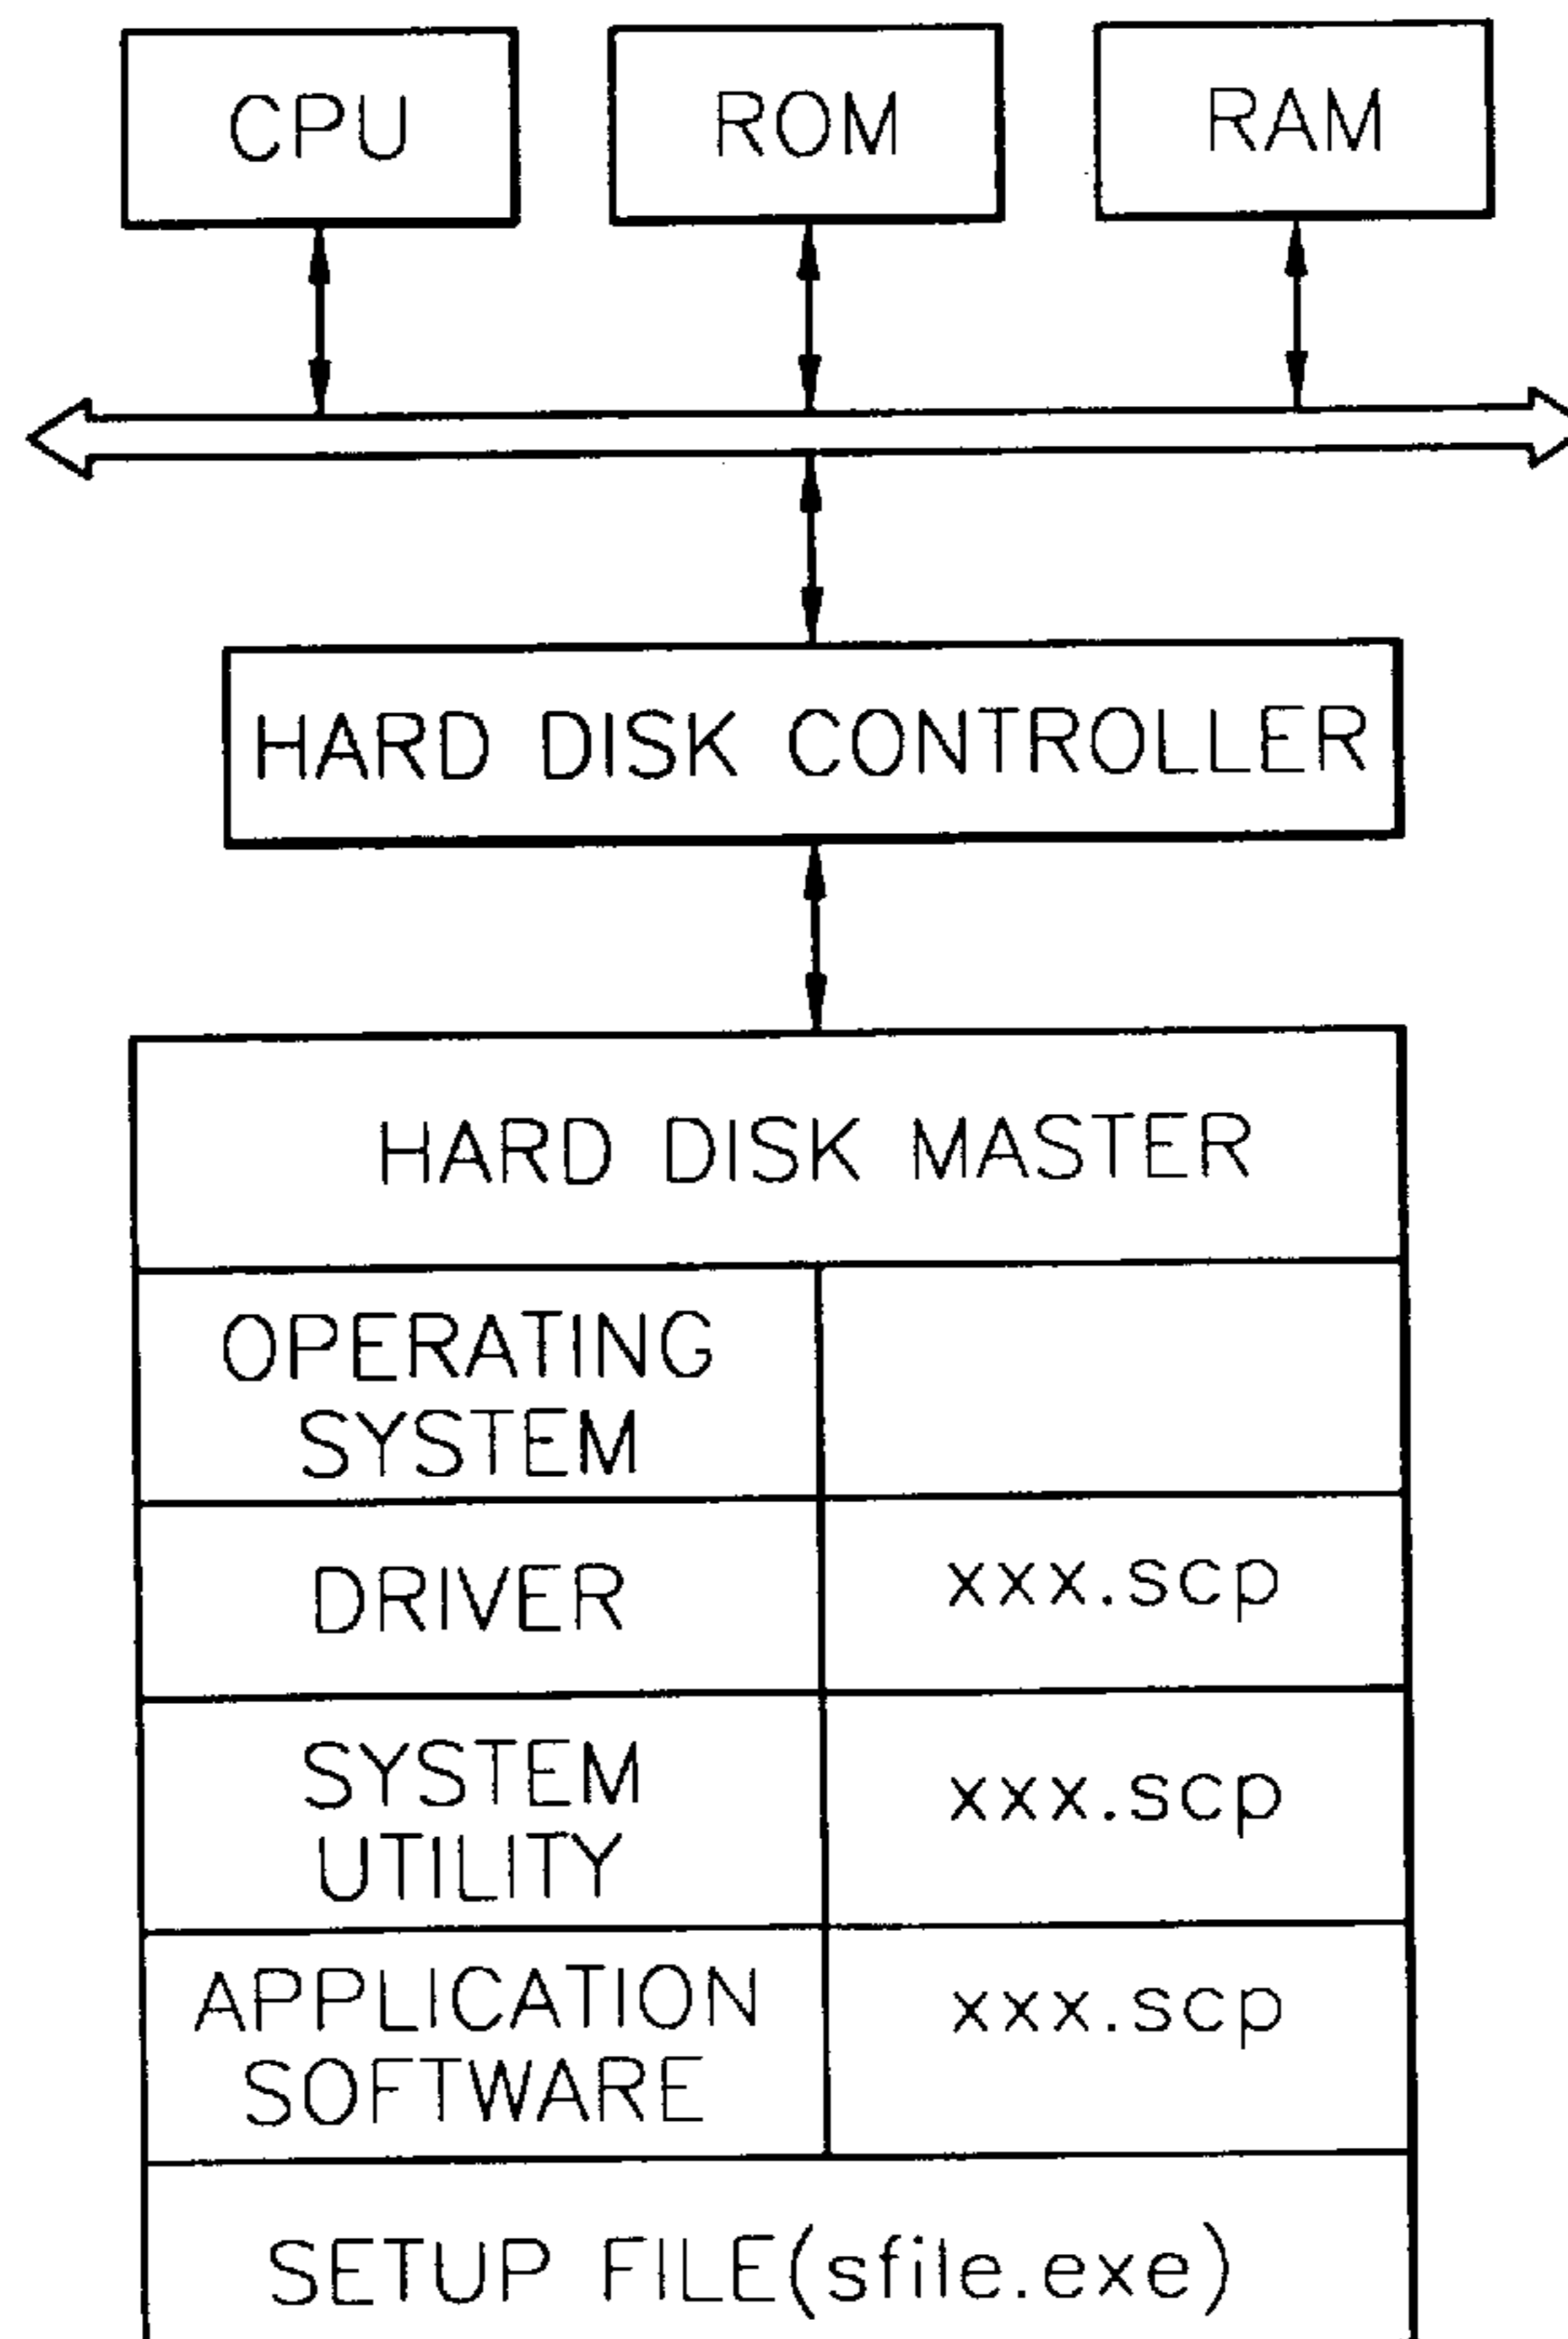 CPU
ROM
RAM
HARD DISK CONTROLLER
HARD DISK MASTER
OPERATING
SYSTEM
DRIVER
xxx.scp
SYSTEM
UTILITY
xxx.scp
APPLICATION
SOFTWARE
xxx.scp
SETUP FILE(sfile.exe)